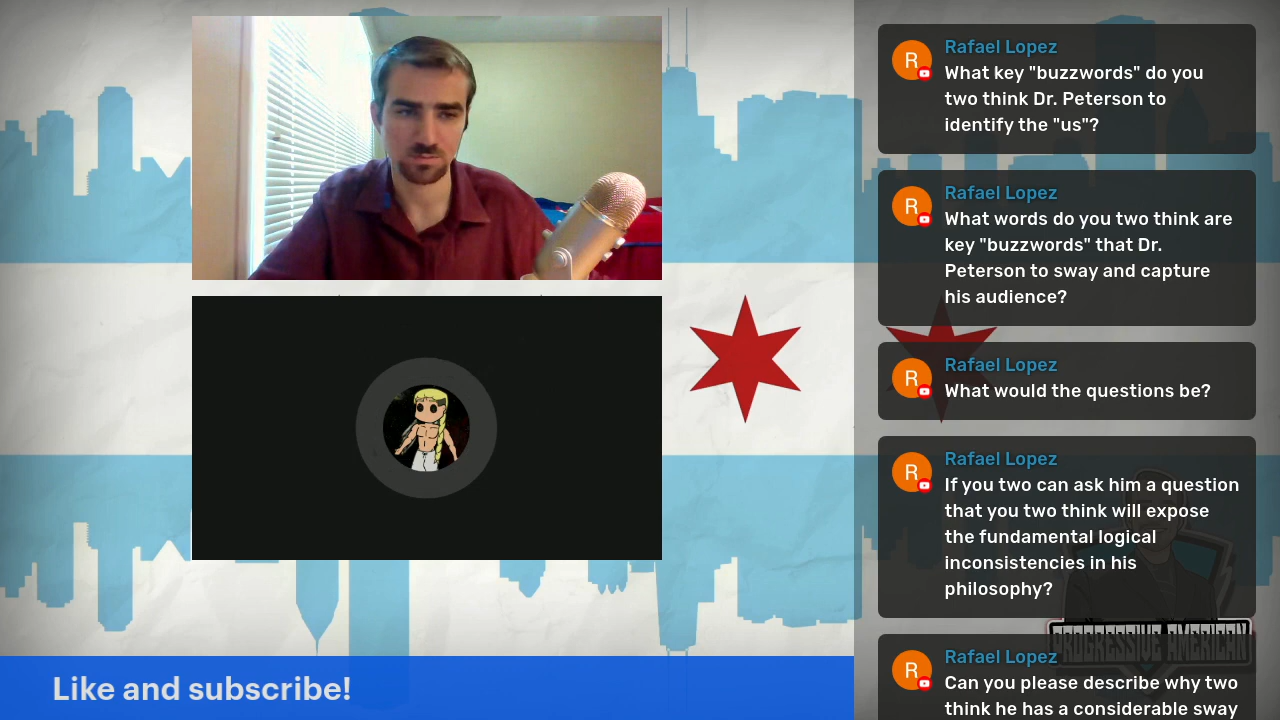 R
Rafael Lopez
What key "buzzwords" do you
two think Dr. Peterson to
identify the "us"?
R
Rafael Lopez
What words do you two think are
key "buzzwords" that Dr.
Peterson to sway and capture
his audience?
R
Rafael Lopez
What would the questions be?
R
Rafael Lopez
If you two can ask him a question
that you two think will expose
the fundamental logical
inconsistencies in his
philosophy?
PROGRESSIVE AMERICAN
R
Rafael Lopez
Can you please describe why two
think he has a considerable sway
Like and subscribe!